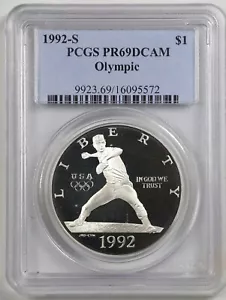 1992-S $1
PCGS PR69DCAM
Olympic
9923.69/16095572
LIBERTY
USA
IN GOD WE
TRUST
1992